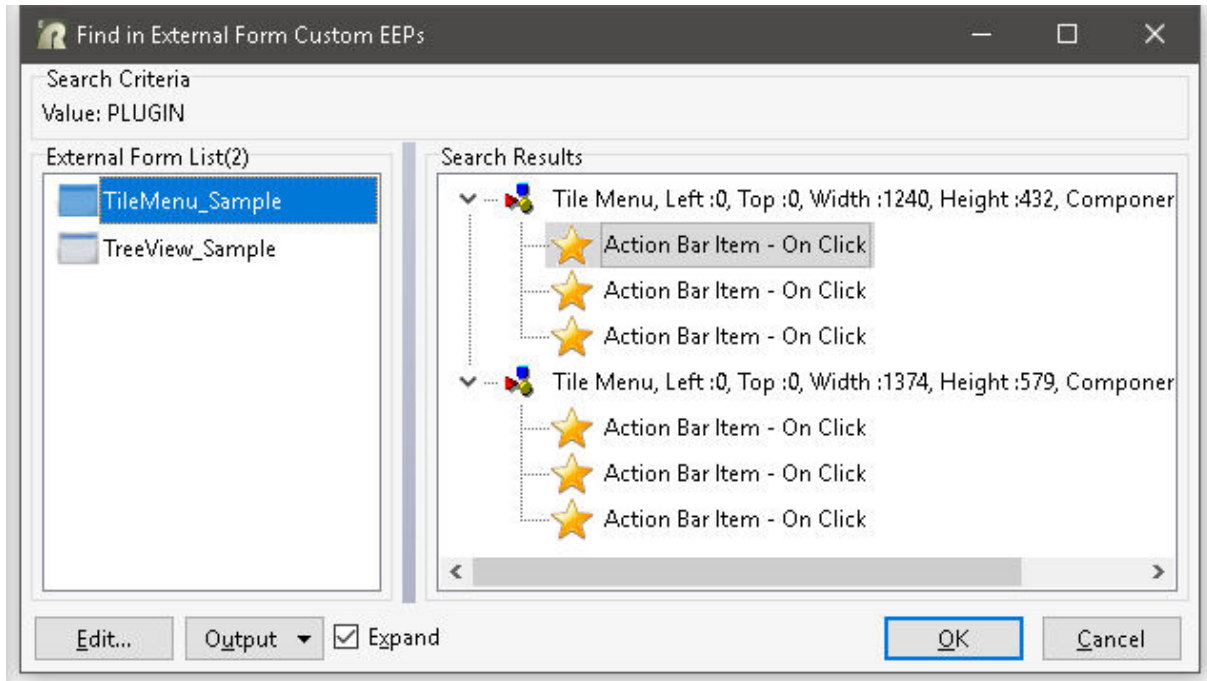 Find in External Form Custom EEPs
Search Criteria
Value: PLUGIN
External Form List(2)
TileMenu_Sample
TreeView_Sample
Search Results
Tile Menu, Left :0, Top :0, Width :1240, Height :432, Componer
Action Bar Item - On Click
Action Bar Item - On Click
Action Bar Item - On Click
Tile Menu, Left :0, Top :0, Width :1374, Height :579, Componer
Action Bar Item - On Click
Action Bar Item - On Click
Action Bar Item - On Click
Edit... Output Expand OK Cancel